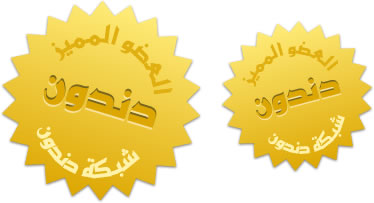 العضو المميز
دندون
شبكة ضدون
العضو المميز
دندون
شبكة ضدون